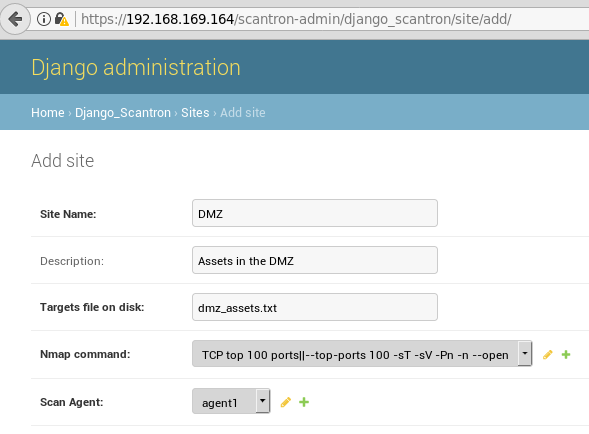 https://192.168.169.164/scantron-admin/django_scantron/site/add/
Django administration
Home › Django_Scantron › Sites › Add site
Add site
Site Name: DMZ
Description: Assets in the DMZ
Targets file on disk: dmz_assets.txt
Nmap command: TCP top 100 ports||--top-ports 100 -sT -sV -Pn -n --open
Scan Agent: agent1